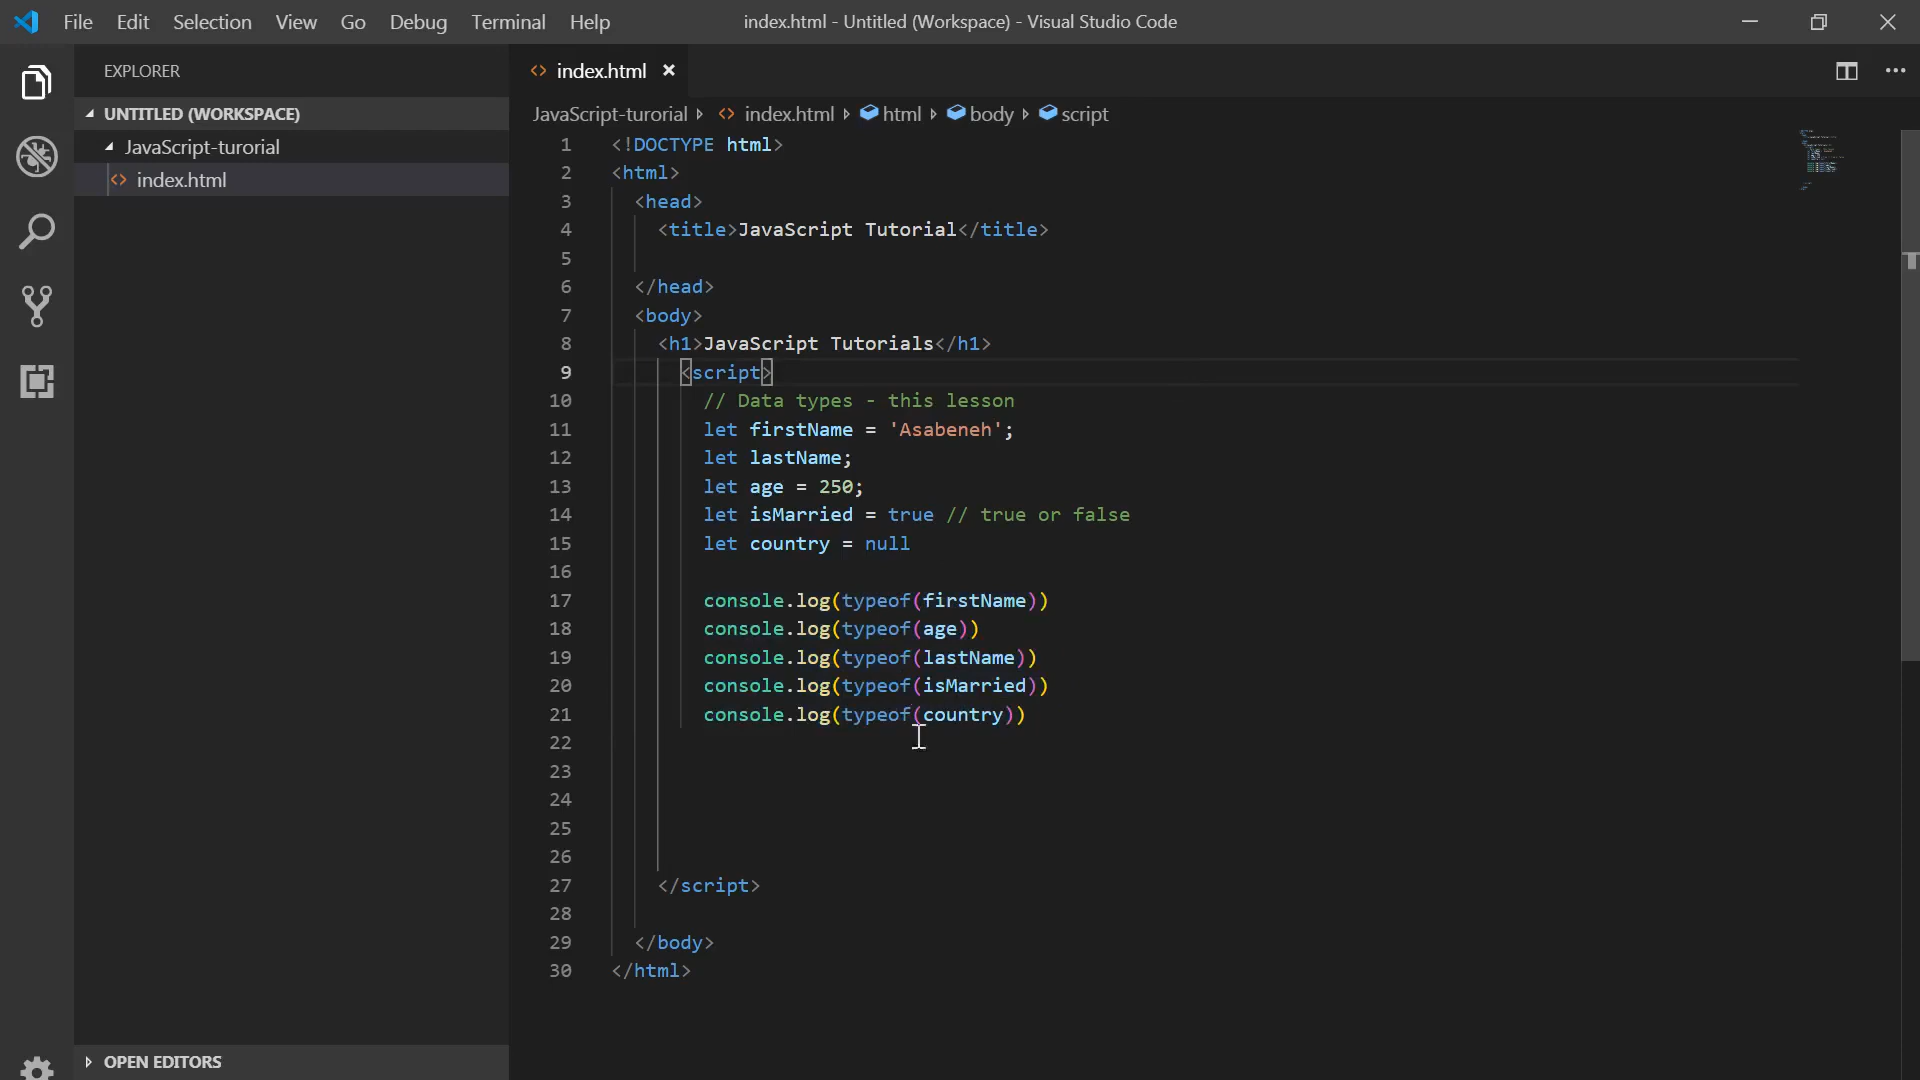 File Edit Selection View Go Debug Terminal Help index.html - Untitled (Workspace) - Visual Studio Code
EXPLORER
UNTITLED (WORKSPACE)
JavaScript-turorial
index.html
OPEN EDITORS
index.html
JavaScript-turorial index.html html body script
1 <!DOCTYPE html>
2 <html>
3 <head>
4 <title>JavaScript Tutorial</title>
5
6 </head>
7 <body>
8 <h1>JavaScript Tutorials</h1>
9 <script>
10 // Data types - this lesson
11 let firstName = 'Asabeneh';
12 let lastName;
13 let age = 250;
14 let isMarried = true // true or false
15 let country = null
16
17 console.log(typeof(firstName))
18 console.log(typeof(age))
19 console.log(typeof(lastName))
20 console.log(typeof(isMarried))
21 console.log(typeof(country))
22
23
24
25
26
27 </script>
28
29 </body>
30 </html>